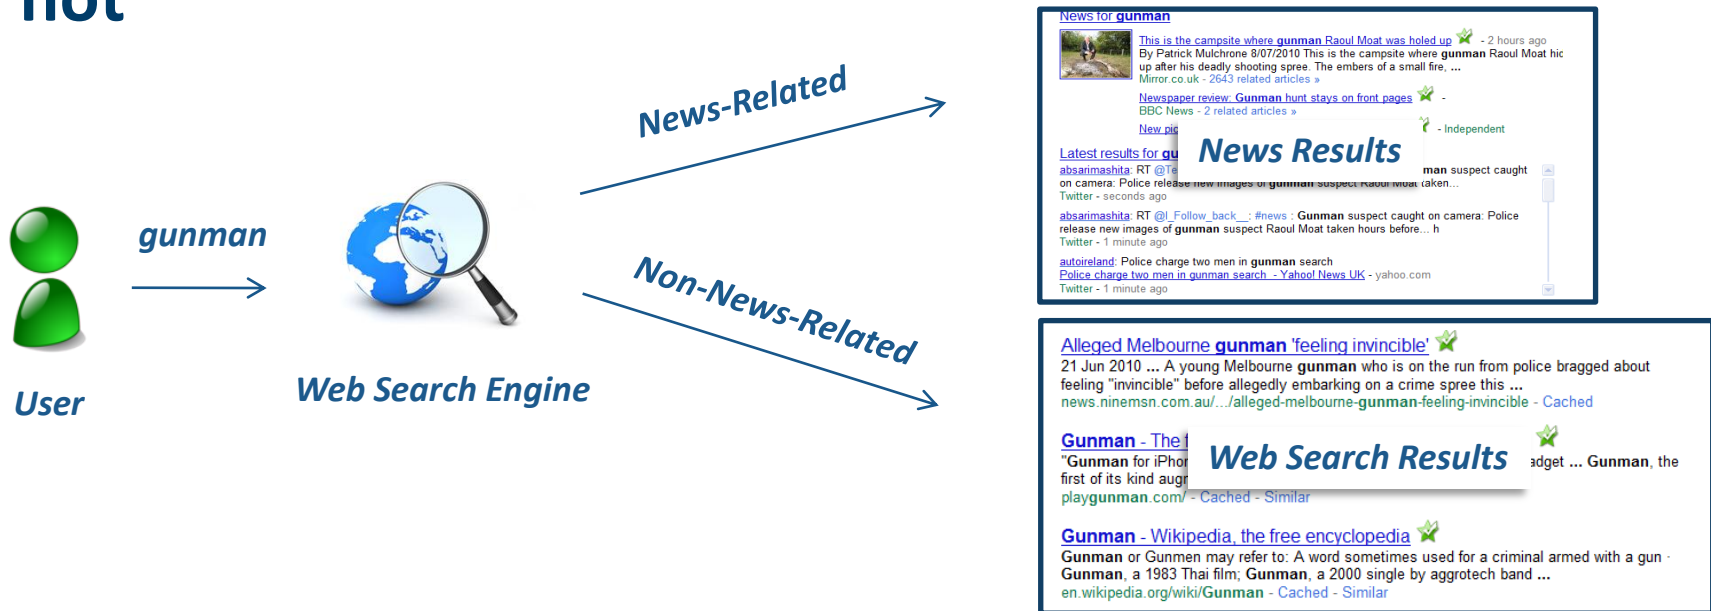 not
gunman
User
Web Search Engine
News-Related
Non-News-Related
News for gunman
This is the campsite where gunman Raoul Moat was holed up - 2 hours ago
By Patrick Mulchrone 8/07/2010 This is the campsite where gunman Raoul Moat hid
up after his deadly shooting spree. The embers of a small fire, ...
Mirror.co.uk - 2643 related articles »
Newspaper review: Gunman hunt stays on front pages -
BBC News - 2 related articles »
New - Independent
News Results
Latest results for
absarimashita: RT suspect caught
on camera: Police release new images of gunman suspect Raoul Moat taken...
Twitter - seconds ago
absarimashita: RT @I_Follow_back__: #news : Gunman suspect caught on camera: Police
release new images of gunman suspect Raoul Moat taken hours before... h
Twitter - 1 minute ago
autoireland: Police charge two men in gunman search
Police charge two men in gunman search - Yahoo! News UK - yahoo.com
Twitter - 1 minute ago
Alleged Melbourne gunman 'feeling invincible'
21 Jun 2010 ... A young Melbourne gunman who is on the run from police bragged about
feeling "invincible" before allegedly embarking on a crime spree this ...
news.ninemsn.com.au/.../alleged-melbourne-gunman-feeling-invincible - Cached
Gunman - The
Web Search Results
"Gunman for ... Gunman, the
first of its kind
playgunman.com/ - Cached - Similar
Gunman - Wikipedia, the free encyclopedia
Gunman or Gunmen may refer to: A word sometimes used for a criminal armed with a gun ·
Gunman, a 1983 Thai film; Gunman, a 2000 single by aggrotech band ...
en.wikipedia.org/wiki/Gunman - Cached - Similar